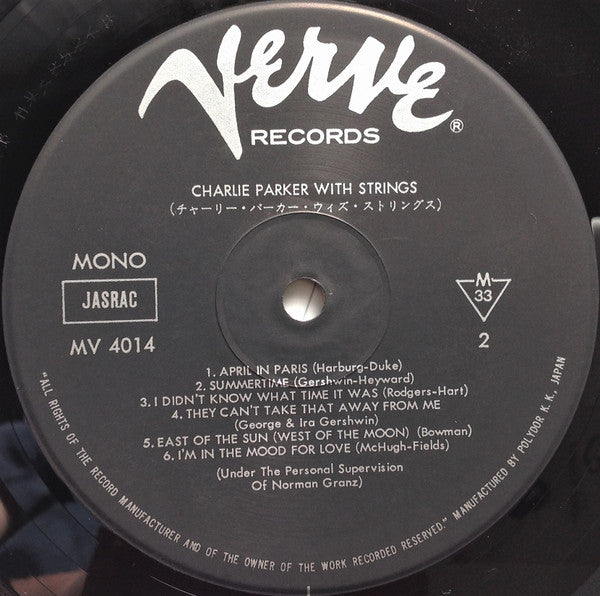 VERVE
RECORDS ®
CHARLIE PARKER WITH STRINGS
(チャーリー・パーカー・ウィズ・ストリングス)
MONO
JASRAC
MV 4014
M
33
2
1. APRIL IN PARIS (Harburg-Duke)
2. SUMMERTIME (Gershwin-Heyward)
3. I DIDN'T KNOW WHAT TIME IT WAS (Rodgers-Hart)
4. THEY CAN'T TAKE THAT AWAY FROM ME
(George & Ira Gershwin)
5. EAST OF THE SUN (WEST OF THE MOON) (Bowman)
6. I'M IN THE MOOD FOR LOVE (McHugh-Fields)
(Under The Personal Supervision
Of Norman Granz)
"ALL RIGHTS OF THE RECORD MANUFACTURER AND OF THE OWNER OF THE WORK RECORDED RESERVED." MANUFACTURED BY POLYDOR K. K., JAPAN